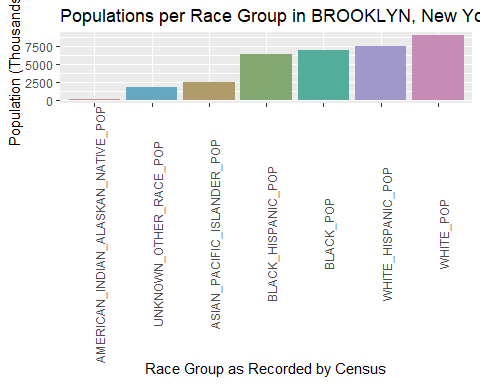 Populations per Race Group in BROOKLYN, New Yo
Population (Thousands
7500
5000
2500
0
AMERICAN_INDIAN_ALASKAN_NATIVE_POP
UNKNOWN_OTHER_RACE_POP
ASIAN_PACIFIC_ISLANDER_POP
BLACK_HISPANIC_POP
BLACK_POP
WHITE_HISPANIC_POP
WHITE_POP
Race Group as Recorded by Census